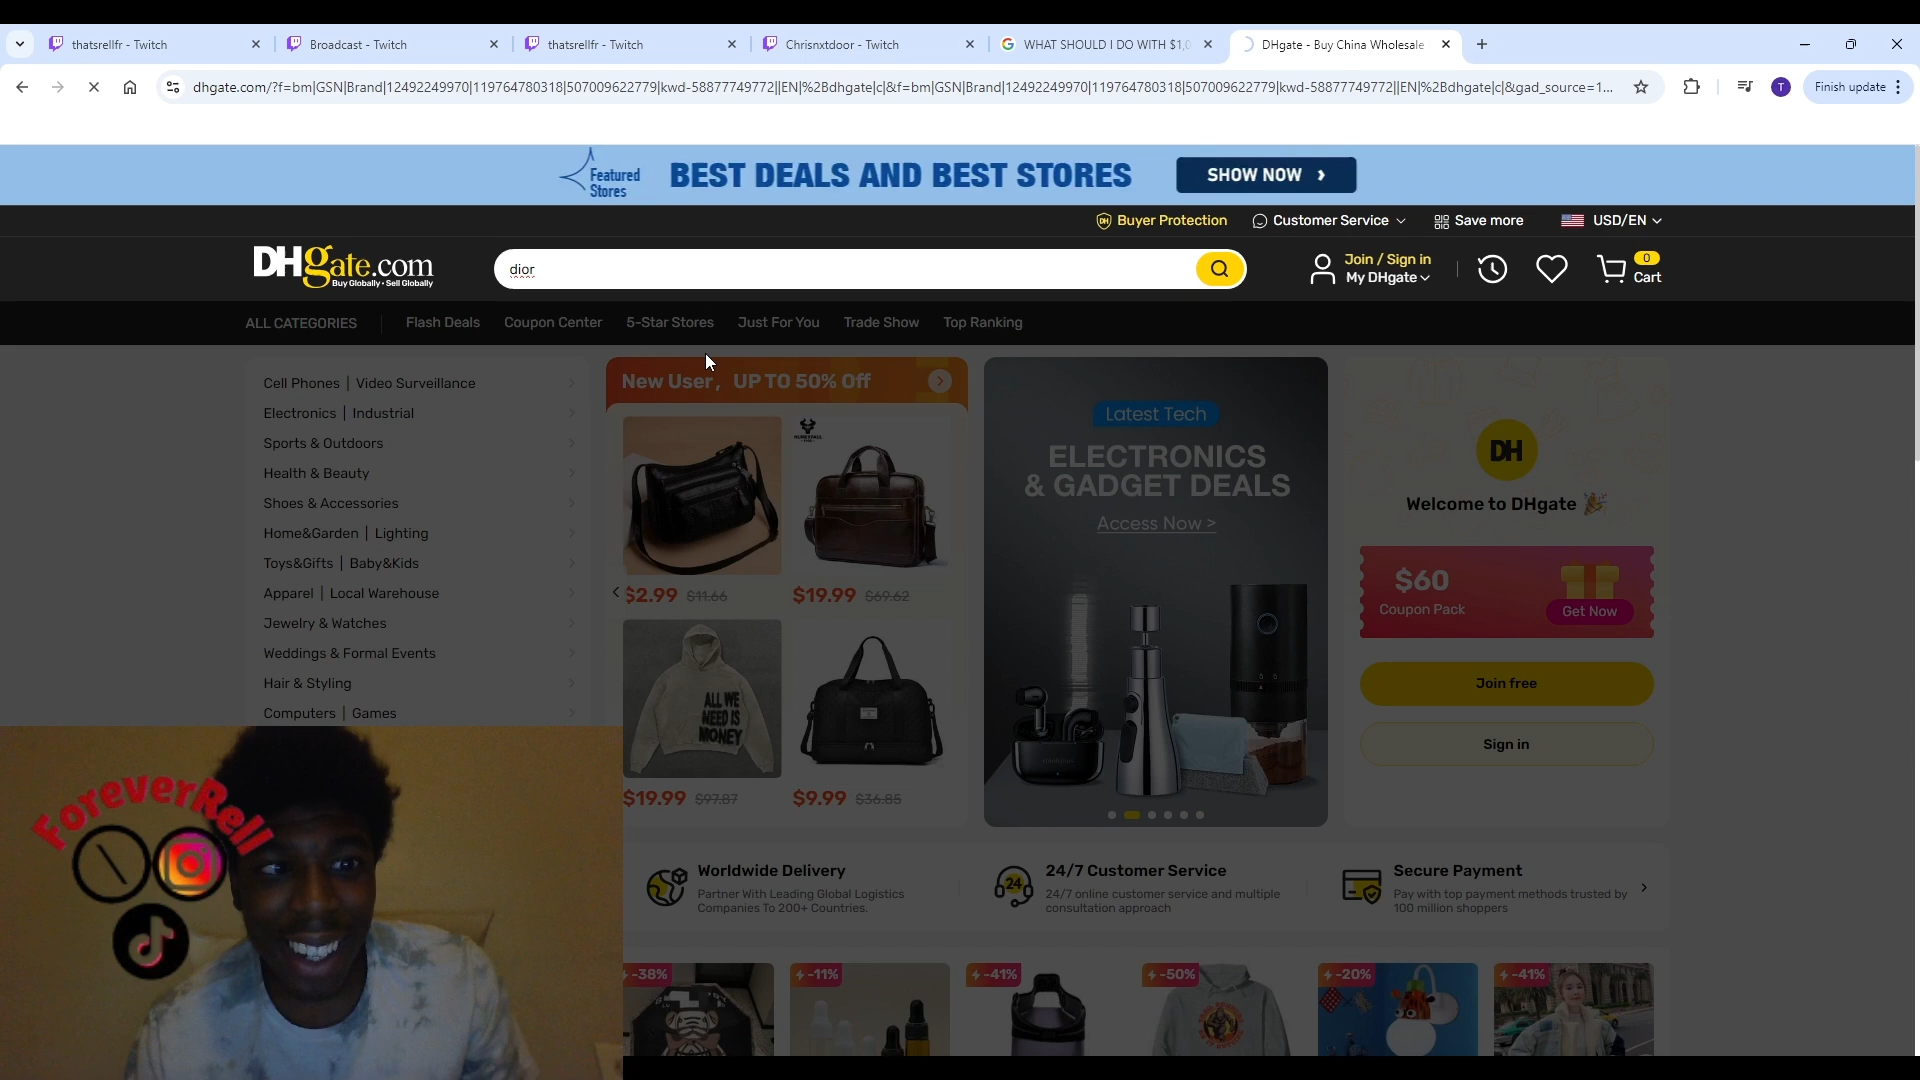 thatsrellfr - Twitch
Broadcast - Twitch
thatsrellfr - Twitch
Chrisnxtdoor - Twitch
WHAT SHOULD I DO WITH $1,0
DHgate - Buy China Wholesale
dhgate.com/?f=bm|GSN|Brand|12492249970|119764780318|507009622779|kwd-58877749772||EN|%2Bdhgate|c|&f=bm|GSN|Brand|12492249970|119764780318|507009622779|kwd-58877749772||EN|%2Bdhgate|c|&gad_source=1...
T
Finish update
Featured
Stores
BEST DEALS AND BEST STORES
SHOW NOW
Buyer Protection
Customer Service
Save more
USD/EN
DHgate.com
Buy Globally · Sell Globally
dior
Join / Sign in
My DHgate
0
Cart
ALL CATEGORIES
Flash Deals
Coupon Center
5-Star Stores
Just For You
Trade Show
Top Ranking
Cell Phones | Video Surveillance
Electronics | Industrial
Sports & Outdoors
Health & Beauty
Shoes & Accessories
Home&Garden | Lighting
Toys&Gifts | Baby&Kids
Apparel | Local Warehouse
Jewelry & Watches
Weddings & Formal Events
Hair & Styling
Computers | Games
New User, UP TO 50% Off
$2.99 $11.66
$19.99 $69.62
ALL WE
NEED IS
MONEY
$19.99 $97.87
$9.99 $36.85
Latest Tech
ELECTRONICS
& GADGET DEALS
Access Now >
DH
Welcome to DHgate
$60
Coupon Pack
Get Now
Join free
Sign in
ForeverRell
Worldwide Delivery
Partner With Leading Global Logistics
Companies To 200+ Countries.
24
24/7 Customer Service
24/7 online customer service and multiple
consultation approach
Secure Payment
Pay with top payment methods trusted by
100 million shoppers
-38%
-11%
-41%
-50%
-20%
-41%